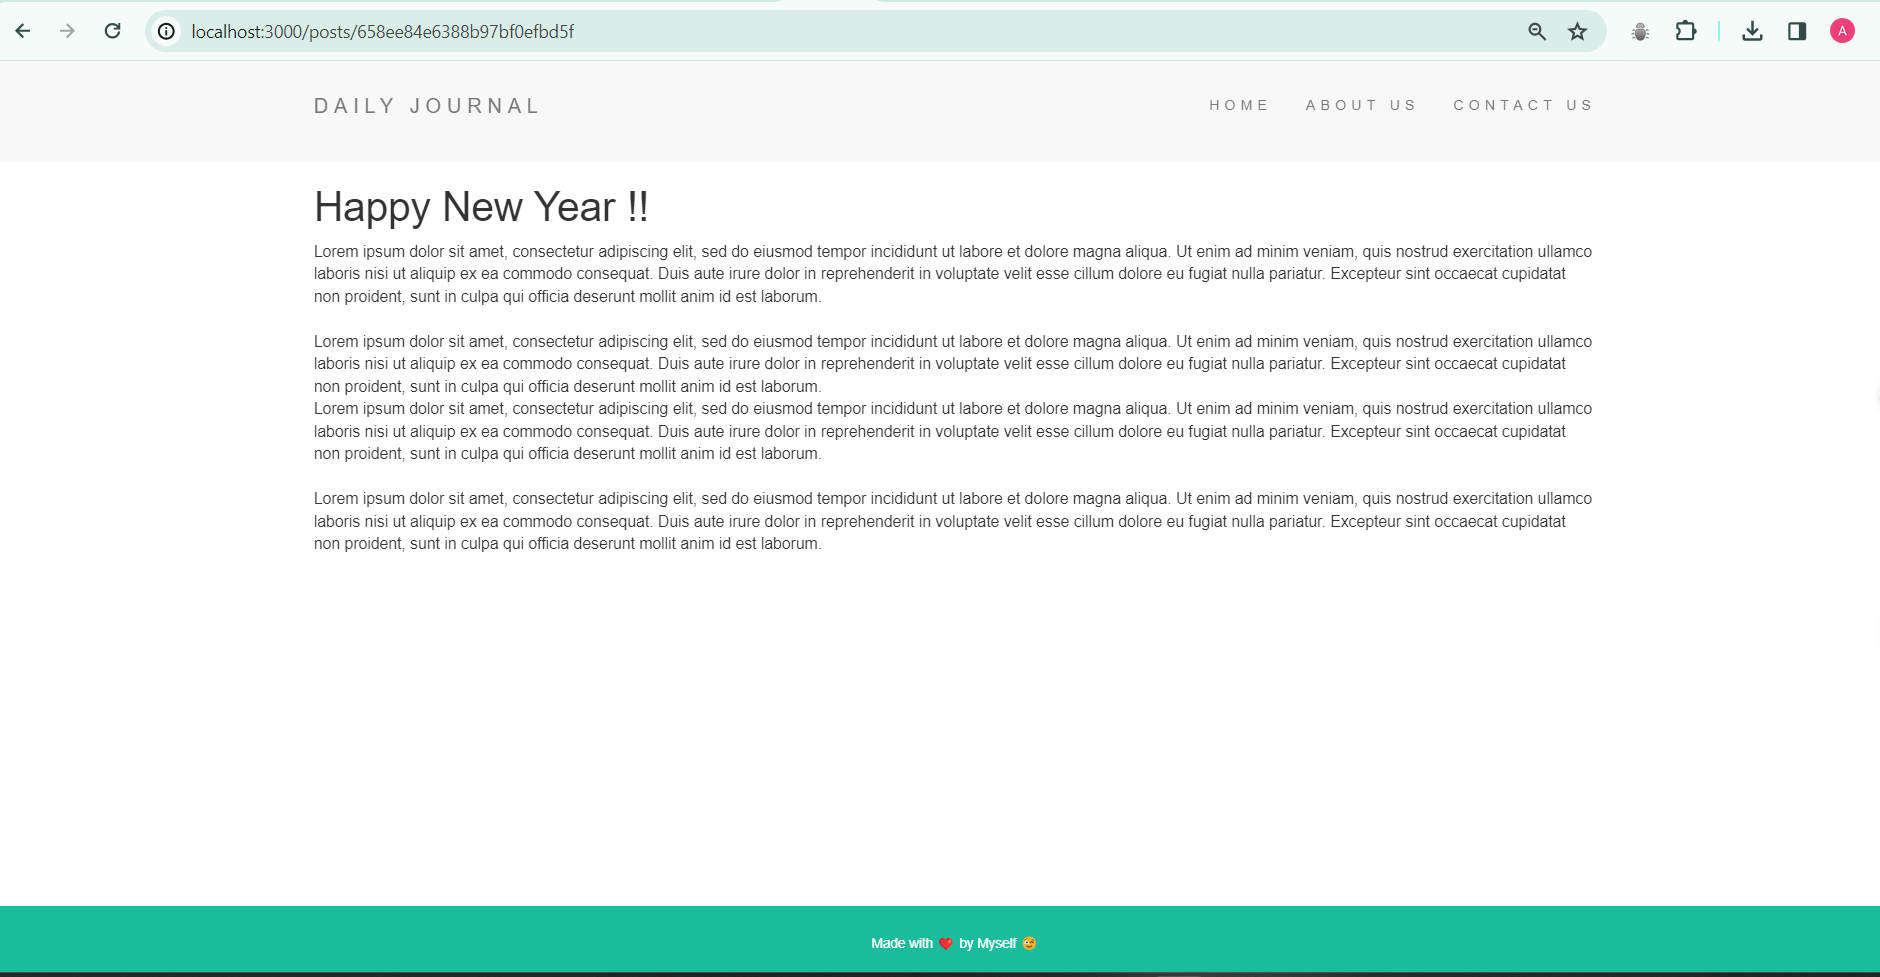 localhost:3000/posts/658ee84e6388b97bf0efbd5f
A
DAILY JOURNAL
HOME
ABOUT US
CONTACT US
Happy New Year !!
Lorem ipsum dolor sit amet, consectetur adipiscing elit, sed do eiusmod tempor incididunt ut labore et dolore magna aliqua. Ut enim ad minim veniam, quis nostrud exercitation ullamco
laboris nisi ut aliquip ex ea commodo consequat. Duis aute irure dolor in reprehenderit in voluptate velit esse cillum dolore eu fugiat nulla pariatur. Excepteur sint occaecat cupidatat
non proident, sunt in culpa qui officia deserunt mollit anim id est laborum.
Lorem ipsum dolor sit amet, consectetur adipiscing elit, sed do eiusmod tempor incididunt ut labore et dolore magna aliqua. Ut enim ad minim veniam, quis nostrud exercitation ullamco
laboris nisi ut aliquip ex ea commodo consequat. Duis aute irure dolor in reprehenderit in voluptate velit esse cillum dolore eu fugiat nulla pariatur. Excepteur sint occaecat cupidatat
non proident, sunt in culpa qui officia deserunt mollit anim id est laborum.
Lorem ipsum dolor sit amet, consectetur adipiscing elit, sed do eiusmod tempor incididunt ut labore et dolore magna aliqua. Ut enim ad minim veniam, quis nostrud exercitation ullamco
laboris nisi ut aliquip ex ea commodo consequat. Duis aute irure dolor in reprehenderit in voluptate velit esse cillum dolore eu fugiat nulla pariatur. Excepteur sint occaecat cupidatat
non proident, sunt in culpa qui officia deserunt mollit anim id est laborum.
Lorem ipsum dolor sit amet, consectetur adipiscing elit, sed do eiusmod tempor incididunt ut labore et dolore magna aliqua. Ut enim ad minim veniam, quis nostrud exercitation ullamco
laboris nisi ut aliquip ex ea commodo consequat. Duis aute irure dolor in reprehenderit in voluptate velit esse cillum dolore eu fugiat nulla pariatur. Excepteur sint occaecat cupidatat
non proident, sunt in culpa qui officia deserunt mollit anim id est laborum.
Made with ❤️ by Myself 🥴